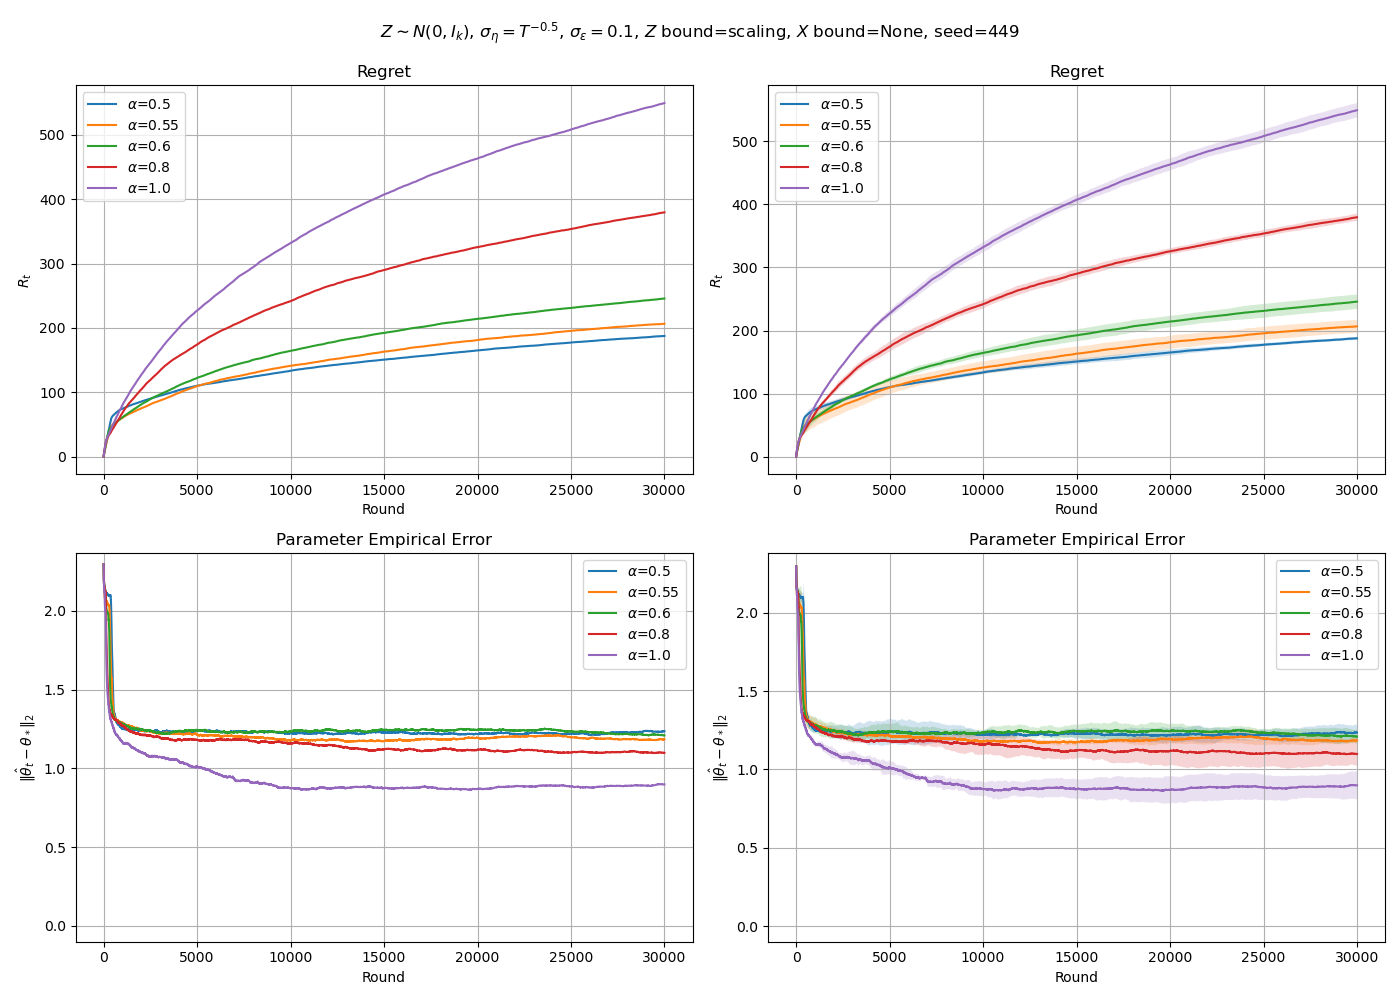 Z ∼ N(0, I_k), σ_η = T^{−0.5}, σ_ε = 0.1, Z bound=scaling, X bound=None, seed=449
Regret
R_t
500
400
300
200
100
0
α=0.5
α=0.55
α=0.6
α=0.8
α=1.0
0 5000 10000 15000 20000 25000 30000
Round
Regret
R_t
500
400
300
200
100
0
α=0.5
α=0.55
α=0.6
α=0.8
α=1.0
0 5000 10000 15000 20000 25000 30000
Round
Parameter Empirical Error
‖θ̂_t − θ_*‖_2
2.0
1.5
1.0
0.5
0.0
α=0.5
α=0.55
α=0.6
α=0.8
α=1.0
0 5000 10000 15000 20000 25000 30000
Round
Parameter Empirical Error
‖θ̂_t − θ_*‖_2
2.0
1.5
1.0
0.5
0.0
α=0.5
α=0.55
α=0.6
α=0.8
α=1.0
0 5000 10000 15000 20000 25000 30000
Round